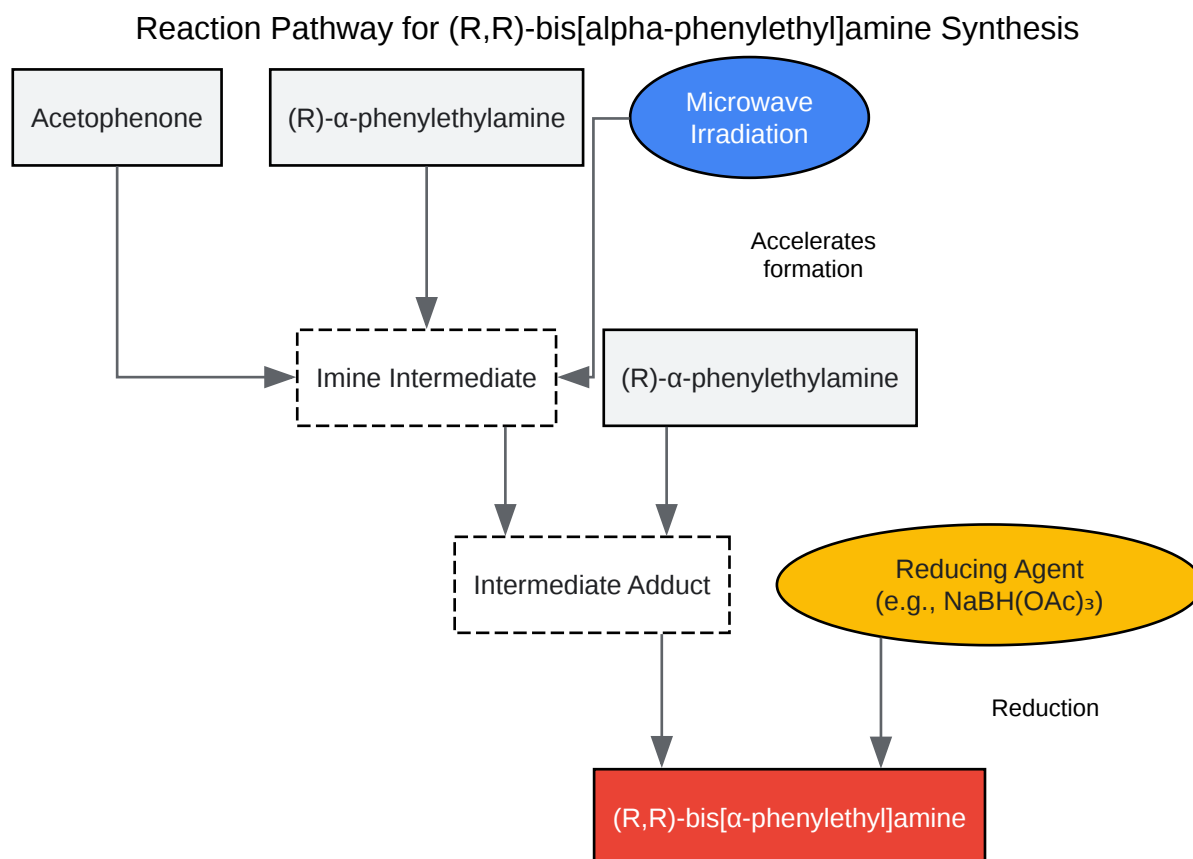 Reaction Pathway for (R,R)-bis[alpha-phenylethyl]amine Synthesis
Acetophenone
(R)-α-phenylethylamine
Microwave
Irradiation
Accelerates
formation
Imine Intermediate
(R)-α-phenylethylamine
Intermediate Adduct
Reducing Agent
(e.g., NaBH(OAc)₃)
Reduction
(R,R)-bis[α-phenylethyl]amine